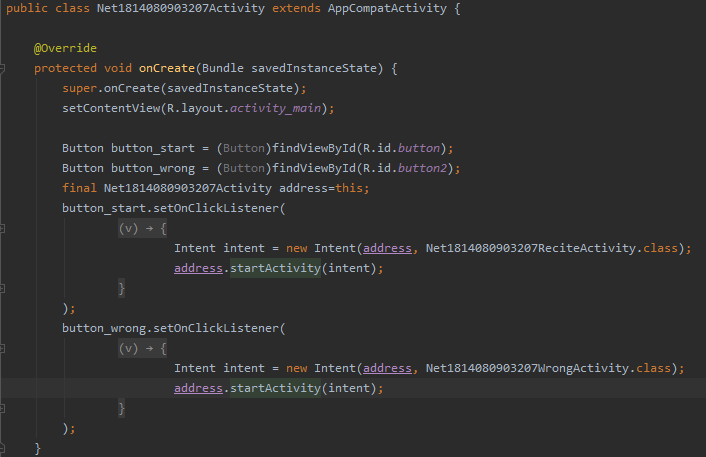 public class Net1814080903207Activity extends AppCompatActivity {
@Override
protected void onCreate(Bundle savedInstanceState) {
super.onCreate(savedInstanceState);
setContentView(R.layout.activity_main);
Button button_start = (Button)findViewById(R.id.button);
Button button_wrong = (Button)findViewById(R.id.button2);
final Net1814080903207Activity address=this;
button_start.setOnClickListener(
(v) → {
Intent intent = new Intent(address, Net1814080903207ReciteActivity.class);
address.startActivity(intent);
}
);
button_wrong.setOnClickListener(
(v) → {
Intent intent = new Intent(address, Net1814080903207WrongActivity.class);
address.startActivity(intent);
}
);
}